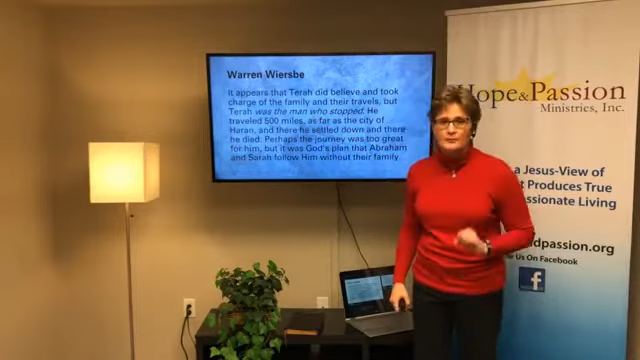 Warren Wiersbe
It appears that Terah did believe and took
charge of the family and their travels, but
Terah was the man who stopped. He
traveled 500 miles, as far as the city of
Haran, and there he settled down and there
he died. Perhaps the journey was too great
for him, but it was God's plan that Abraham
and Sarah follow Him without their family
Hope&Passion
Ministries, Inc.
a Jesus-View of
Produces True
Living
Us On Facebook
f